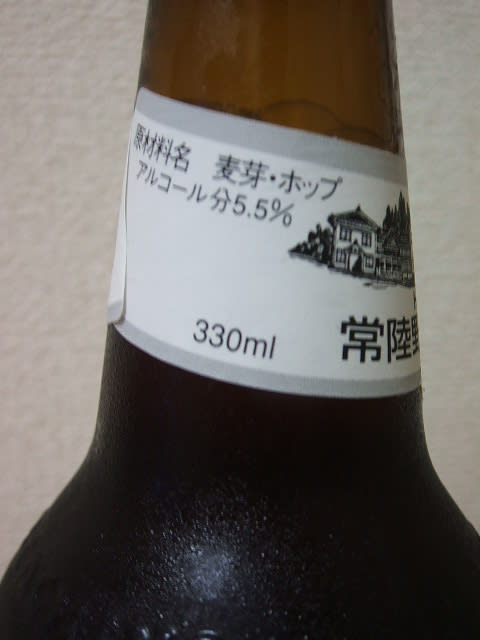 原材料名 麦芽・ホップ
アルコール分5.5%
330ml
常陸野